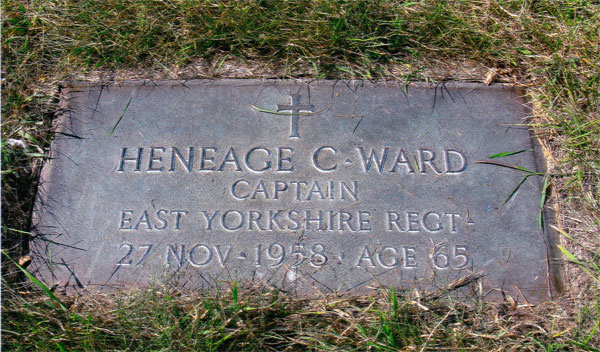 HENEAGE C·WARD
CAPTAIN
EAST YORKSHIRE REGT·
27 NOV·1958·AGE 65